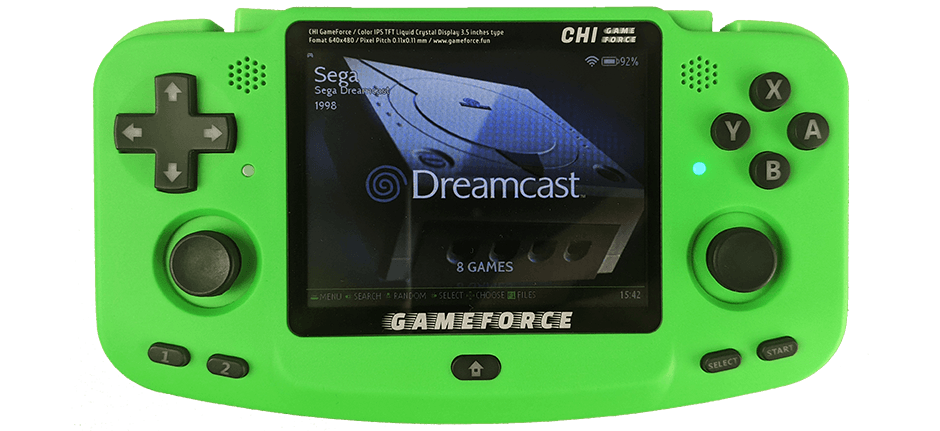 CHI GameForce / Color IPS TFT Liquid Crystal Display 3.5 inches type
Fomat 640x480 / Pixel Pitch 0.11x0.11 mm / www.gameforce.fun
CHI GAME FORCE
92%
Sega
Sega Dreamcast
1998
Dreamcast
8 GAMES
MENU SEARCH RANDOM SELECT CHOOSE FILES
15:42
GAMEFORCE
X
Y
A
B
1
2
SELECT
START